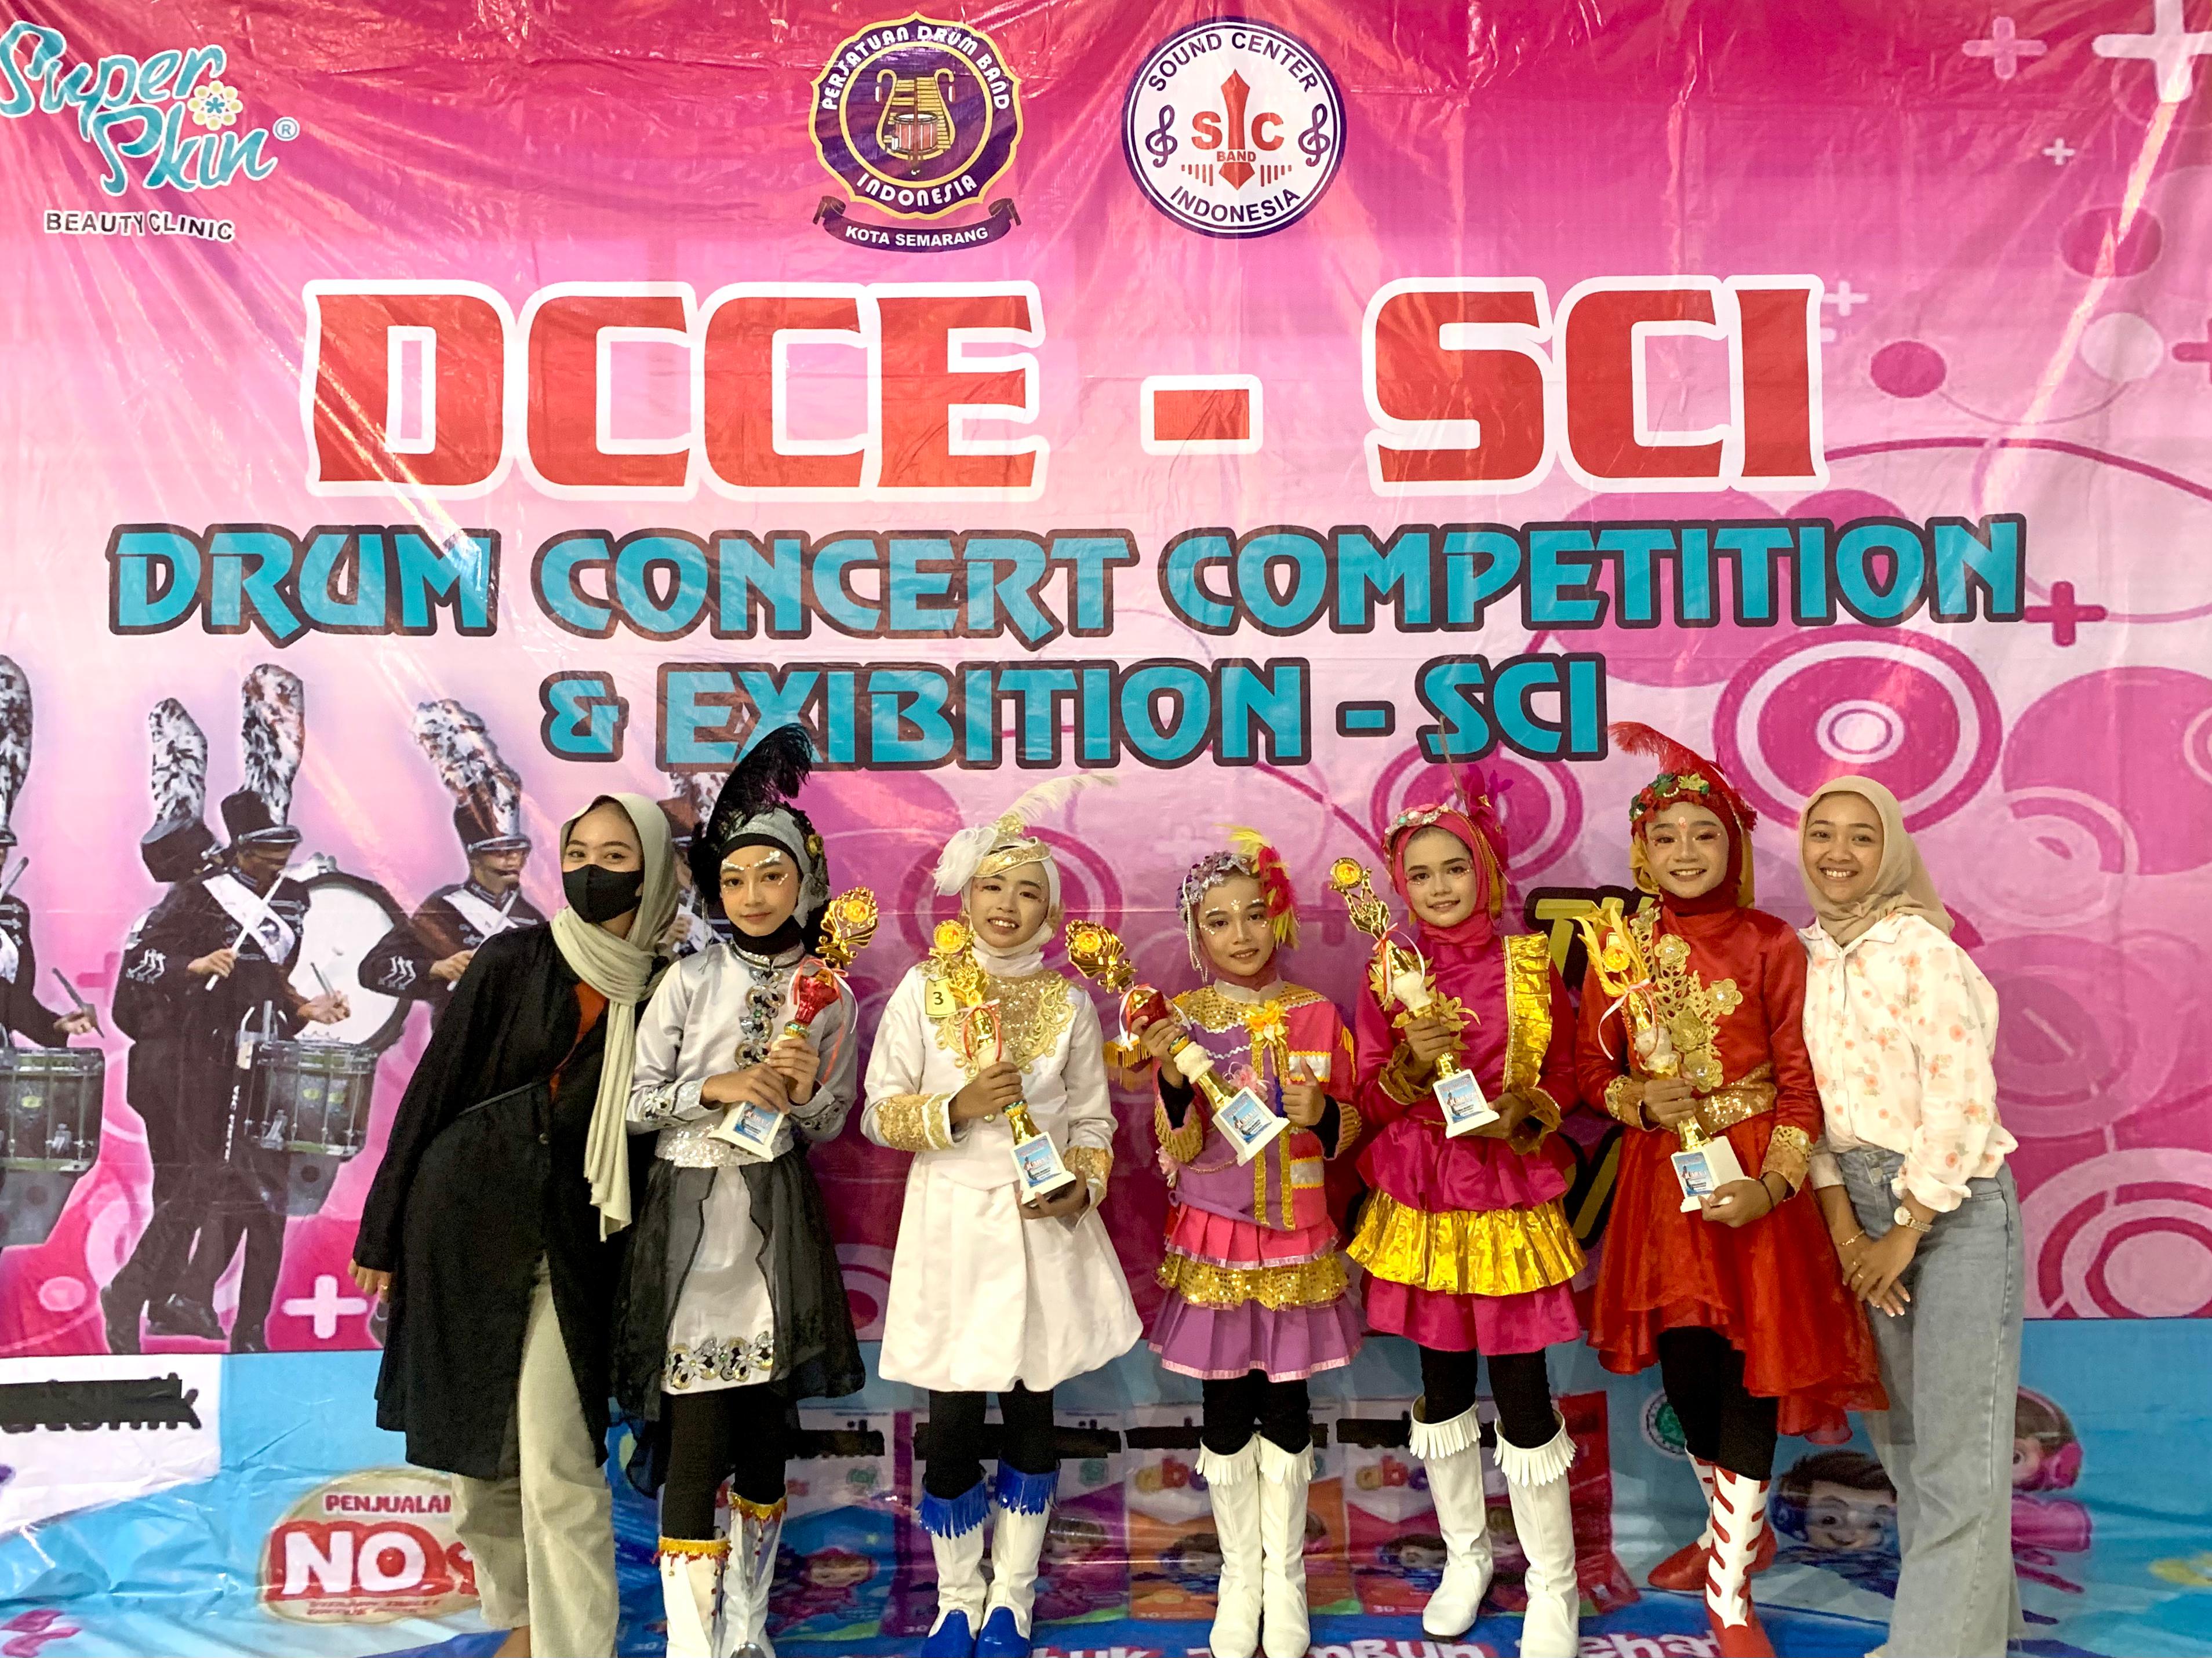 Super Skin®
BEAUTY CLINIC
PERSATUAN DRUM BAND
INDONESIA
KOTA SEMARANG
SOUND CENTER
SIC
BAND
INDONESIA
DCCE - SCI
DRUM CONCERT COMPETITION
& EXIBITION - SCI
3
PENJUALAN
NO